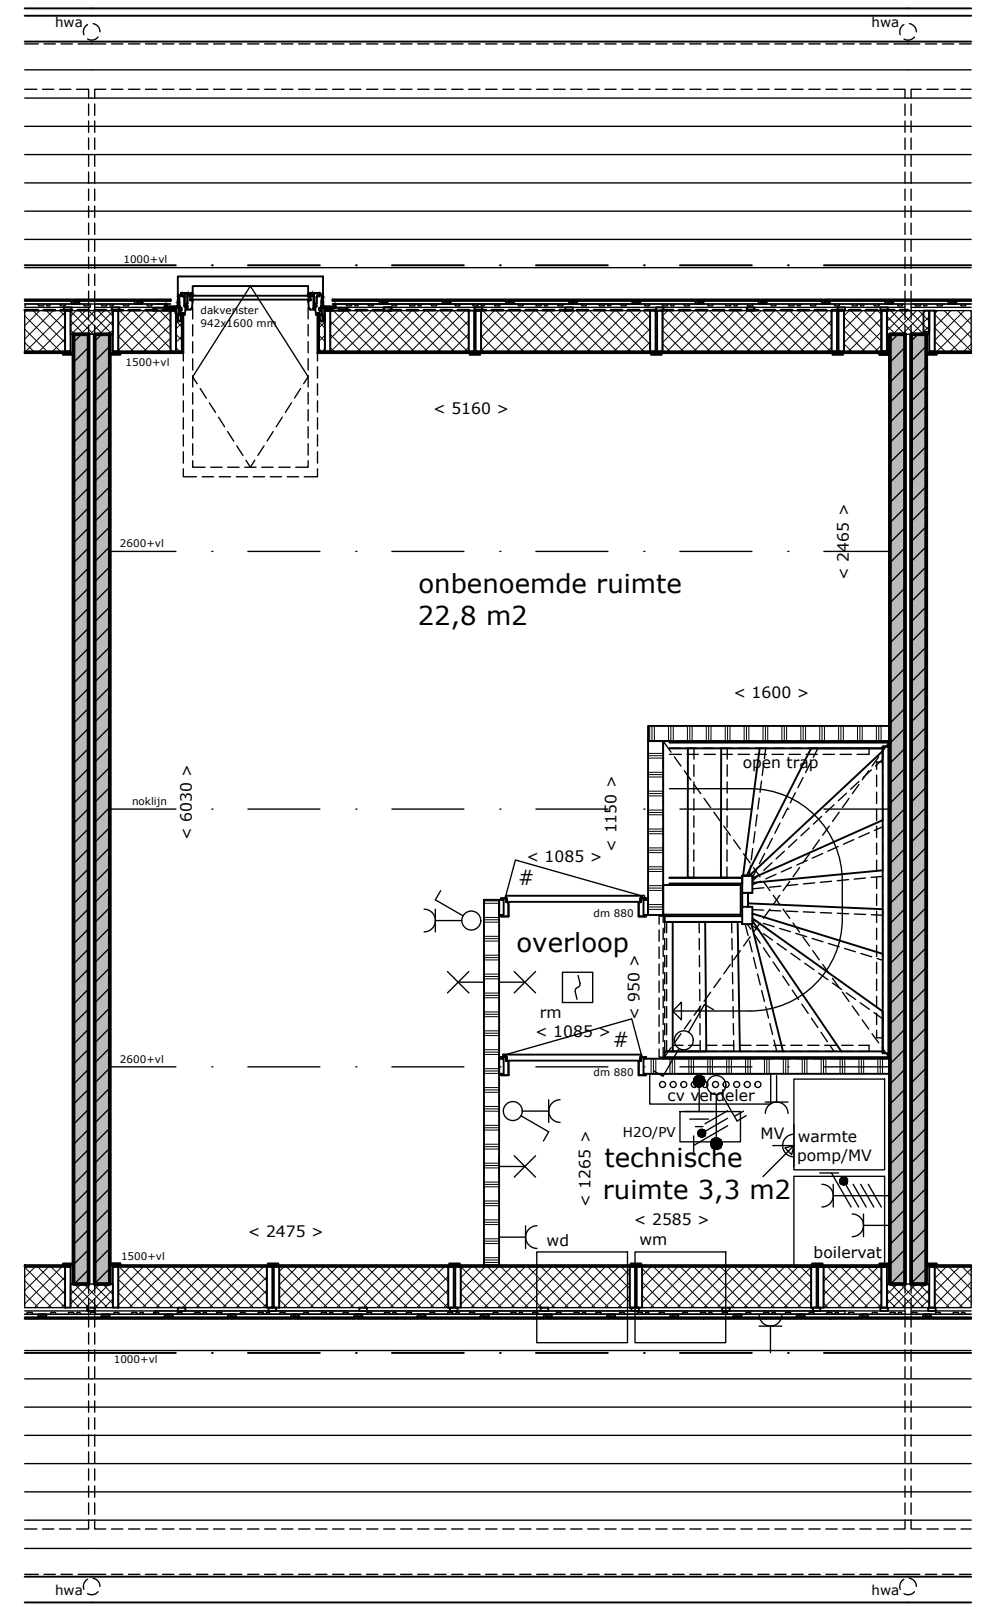 hwa
hwa
1000+vl
dakvenster
942x1600 mm
1500+vl
< 5160 >
< 2465 >
2600+vl
onbenoemde ruimte
22,8 m2
< 1600 >
open trap
noklijn
< 6030 >
< 1150 >
< 1085 >
#
dm 880
overloop
< 950 >
rm
< 1085 >
#
2600+vl
dm 880
cv verdeler
H2O/PV
MV
warmte
pomp/MV
technische
ruimte 3,3 m2
< 1265 >
< 2585 >
< 2475 >
wd
wm
boilervat
1500+vl
1000+vl
hwa
hwa